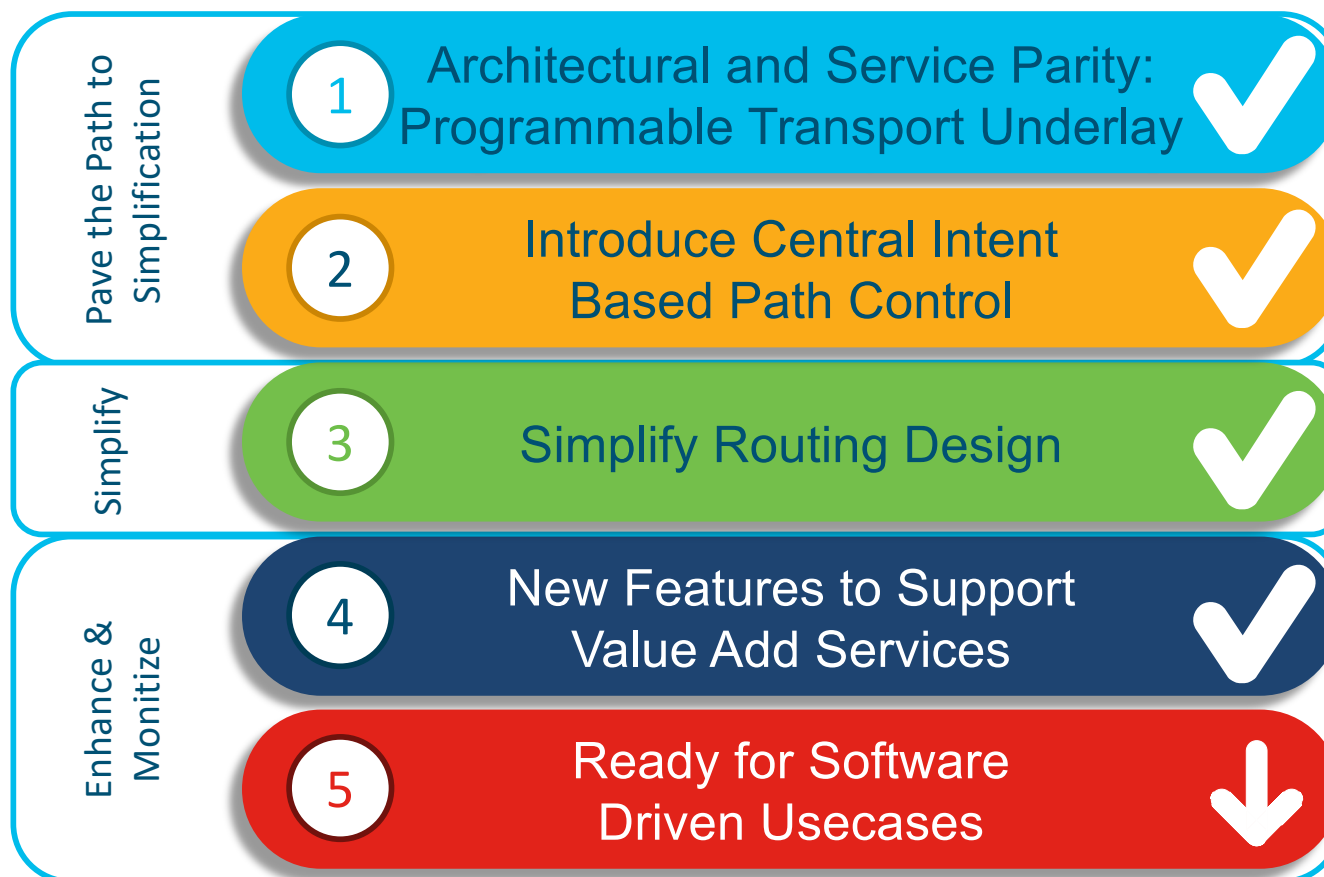 Pave the Path to
Simplification
1
Architectural and Service Parity:
Programmable Transport Underlay
2
Introduce Central Intent
Based Path Control
Simplify
3
Simplify Routing Design
Enhance &
Monitize
4
New Features to Support
Value Add Services
5
Ready for Software
Driven Usecases